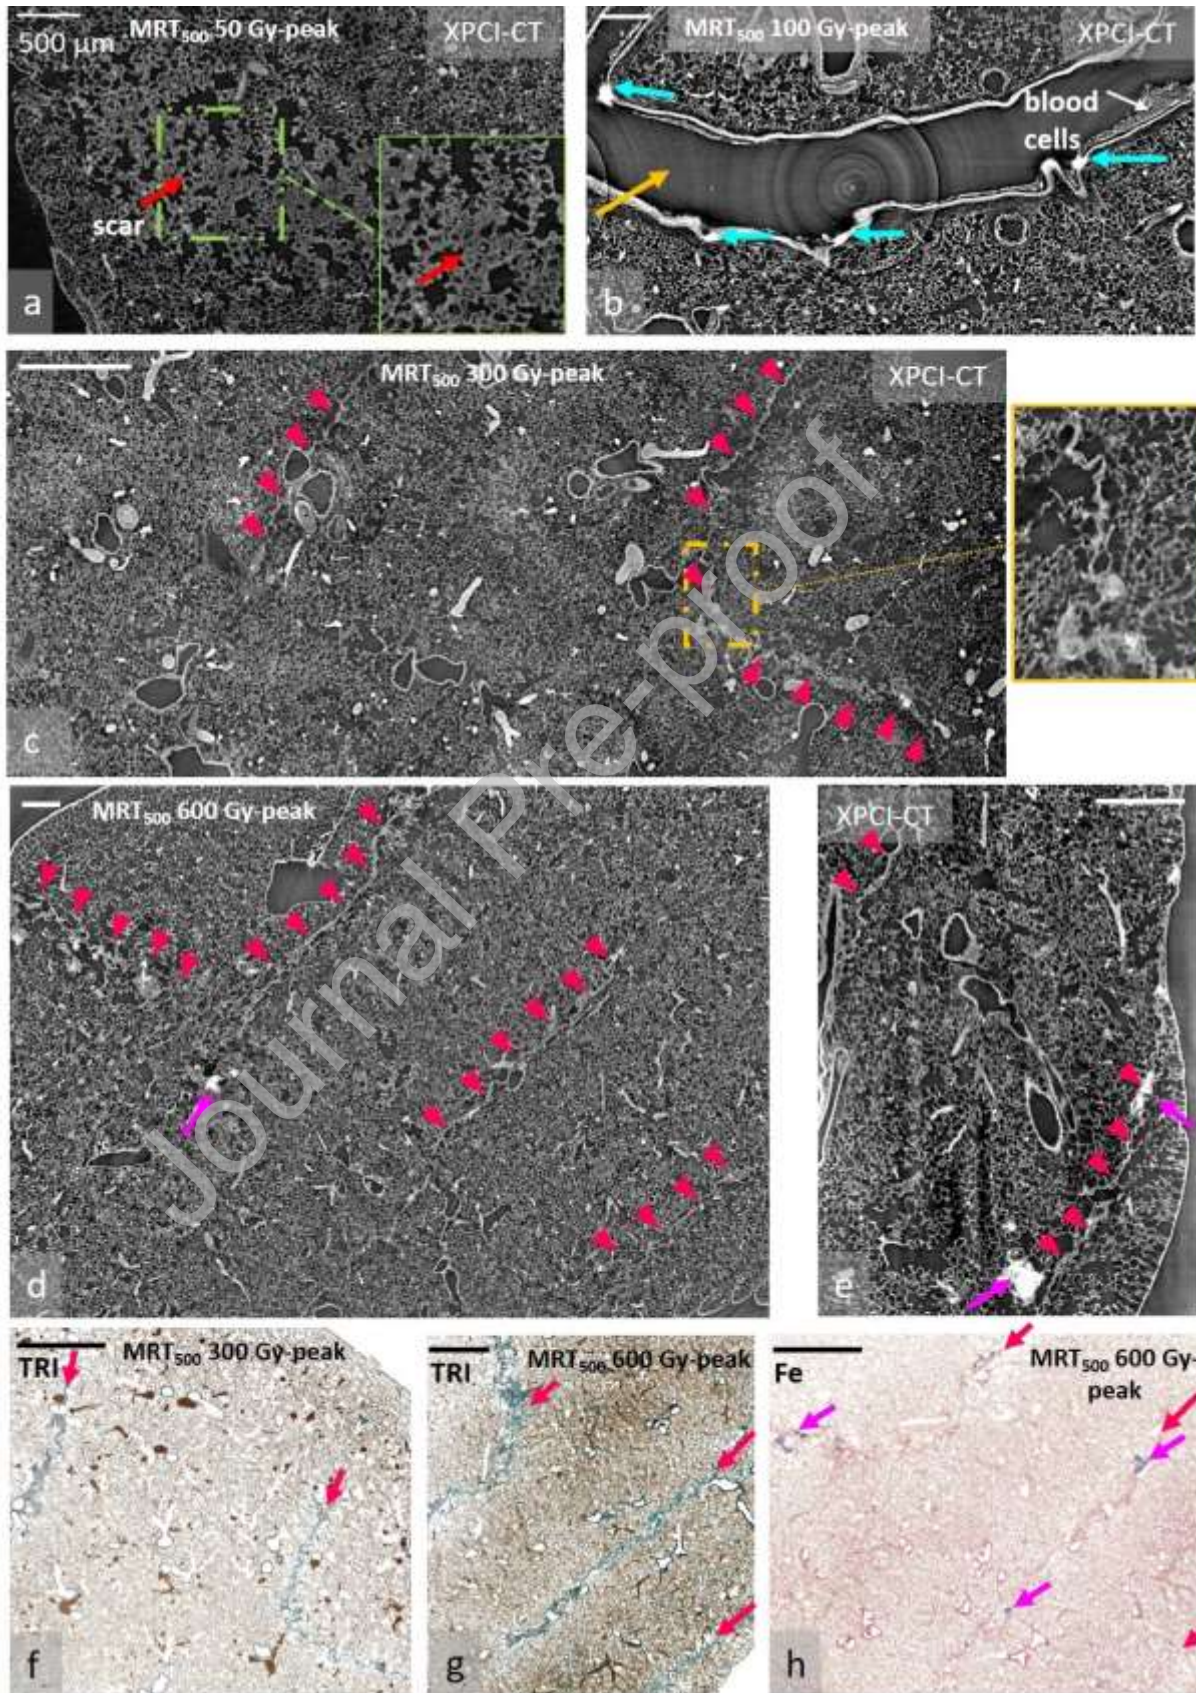 500 µm
MRT500 50 Gy-peak
XPCI-CT
scar
a
MRT500 100 Gy-peak
XPCI-CT
blood
cells
b
MRT500 300 Gy-peak
XPCI-CT
c
MRT500 600 Gy-peak
d
XPCI-CT
e
TRI
MRT500 300 Gy-peak
f
TRI
MRT500 600 Gy-peak
g
Fe
MRT500 600 Gy-
peak
h
Journal Pre-proof